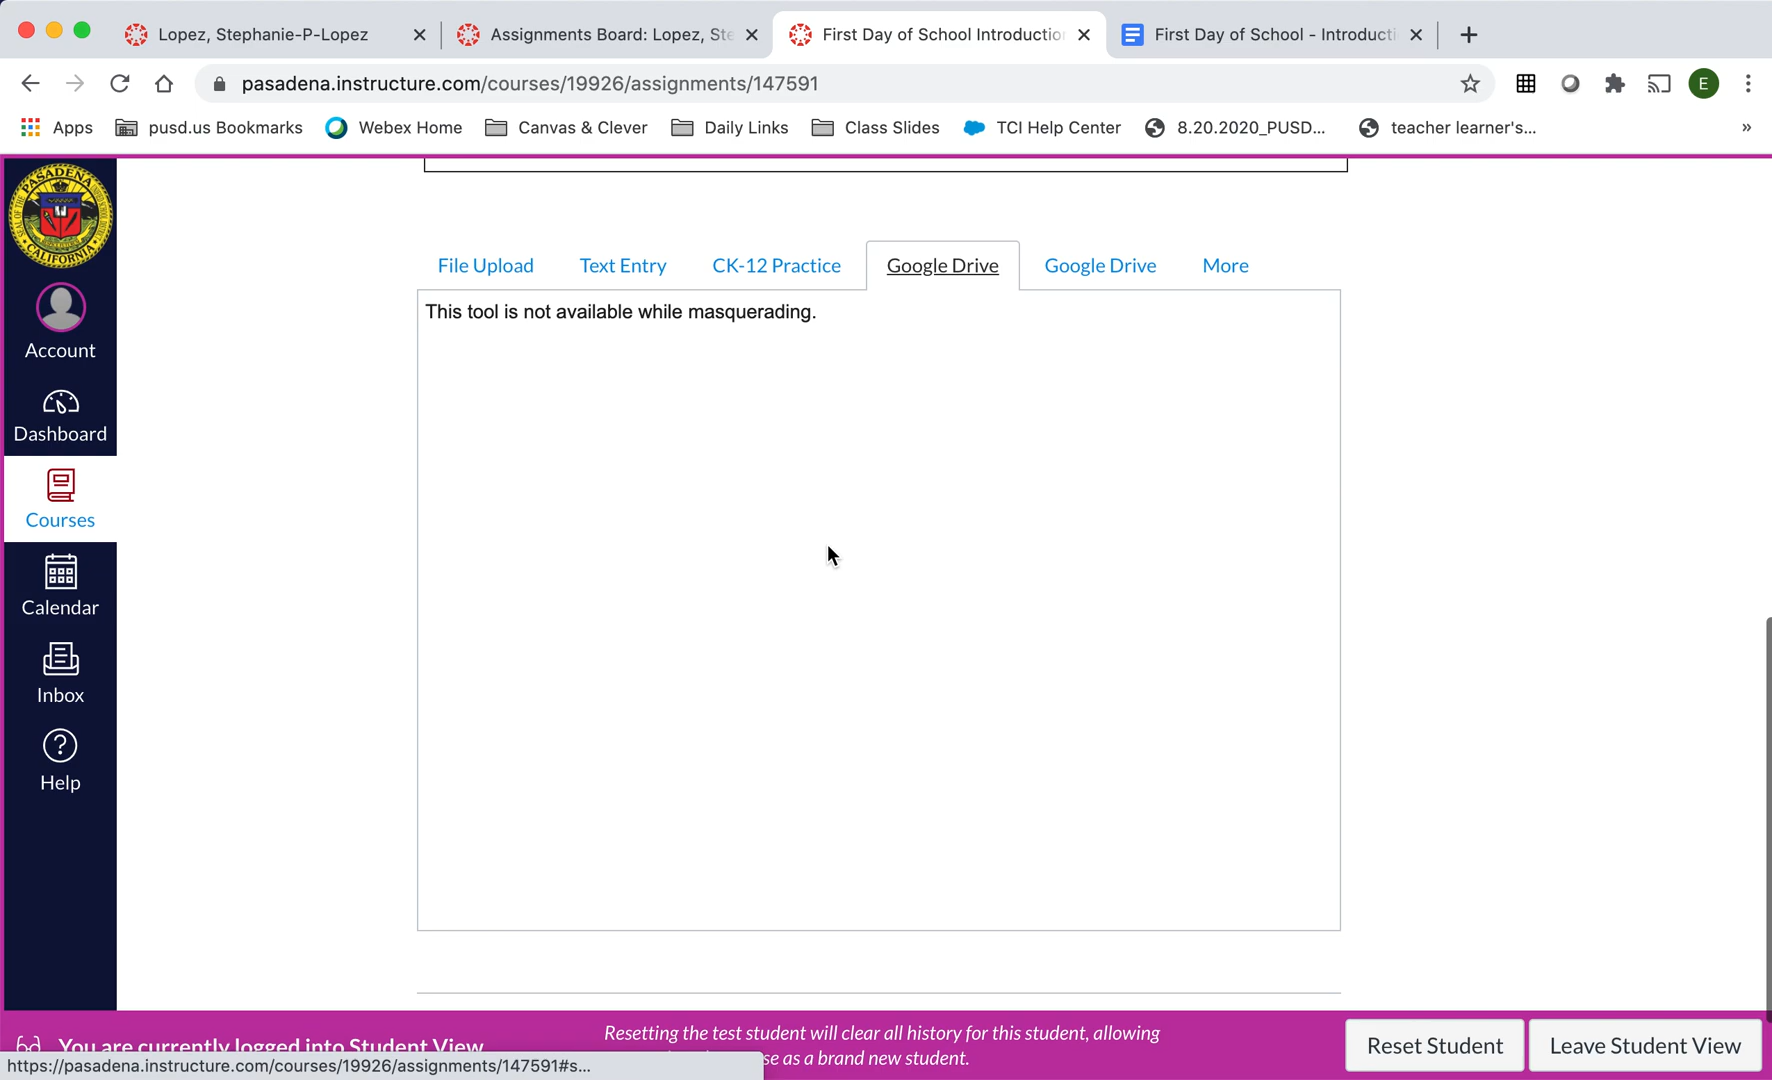 Lopez, Stephanie-P-Lopez
Assignments Board: Lopez, Ste
First Day of School Introductio
First Day of School - Introducti
pasadena.instructure.com/courses/19926/assignments/147591
E
Apps
pusd.us Bookmarks
Webex Home
Canvas & Clever
Daily Links
Class Slides
TCI Help Center
8.20.2020_PUSD...
teacher learner's...
»
PASADENA
CALIFORNIA
Account
Dashboard
Courses
Calendar
Inbox
Help
File Upload
Text Entry
CK-12 Practice
Google Drive
Google Drive
More
This tool is not available while masquerading.
You are currently logged into Student View
Resetting the test student will clear all history for this student, allowing
se as a brand new student.
Reset Student
Leave Student View
https://pasadena.instructure.com/courses/19926/assignments/147591#s...